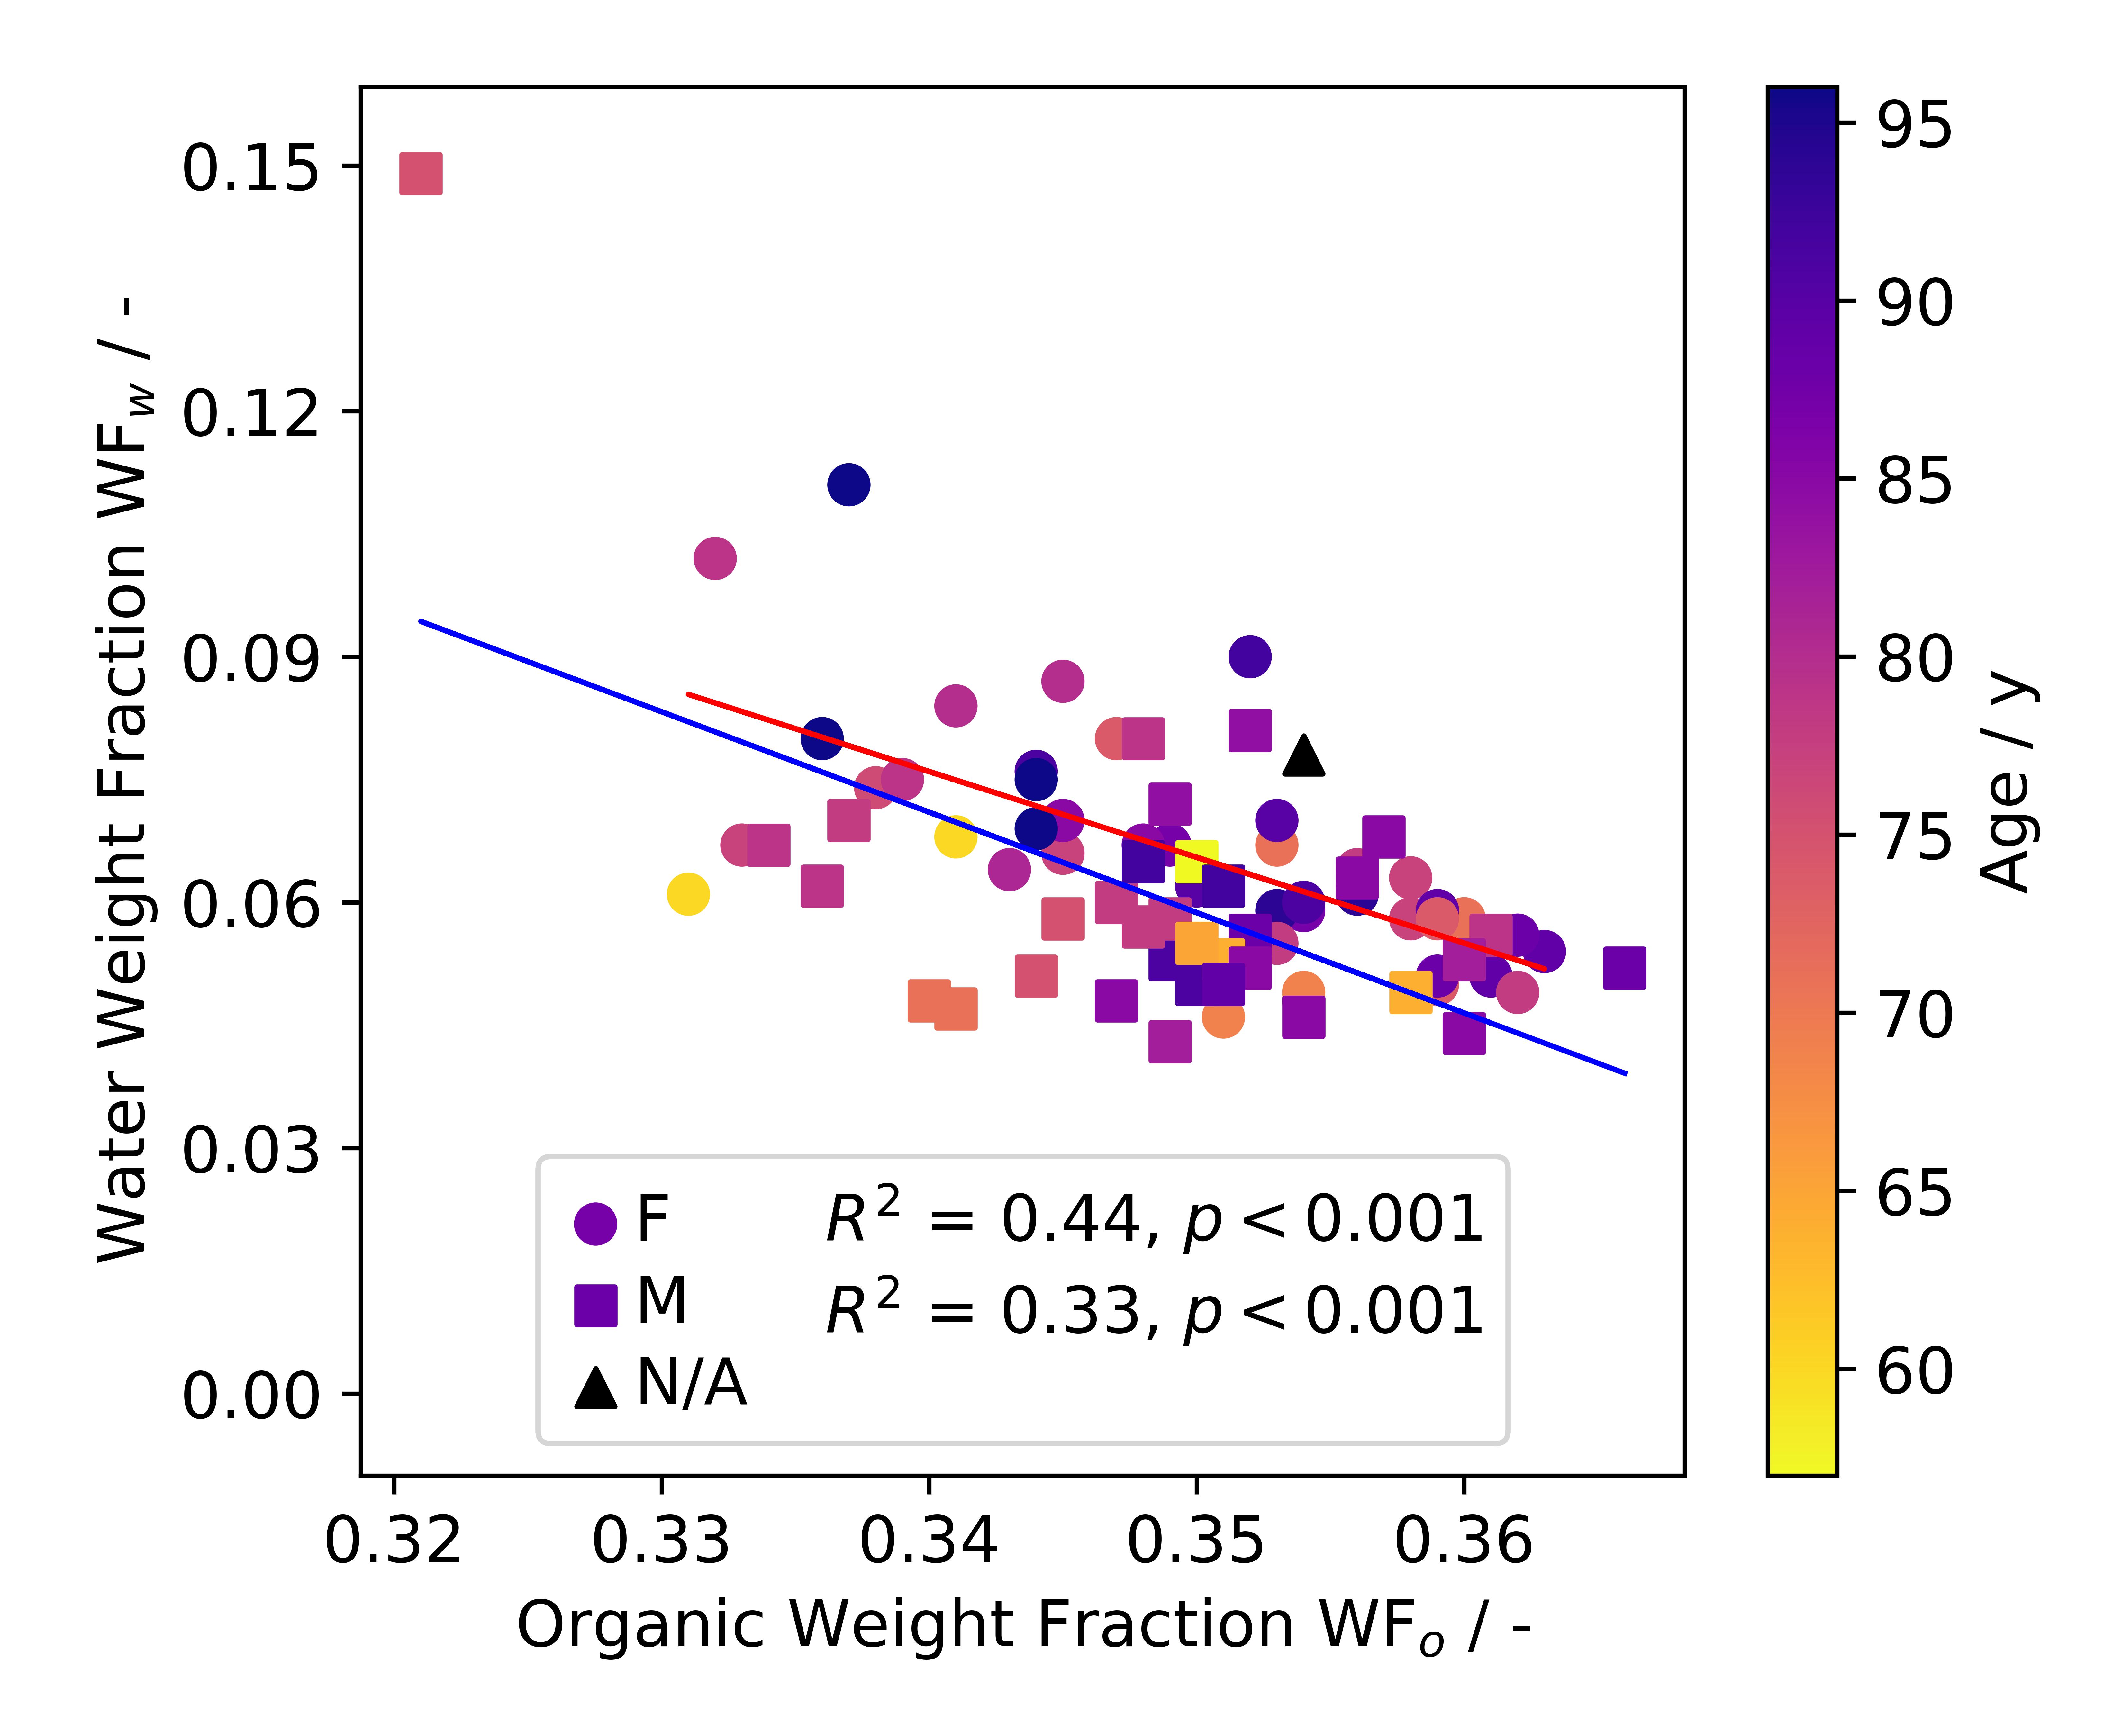 Water Weight Fraction WF_w / -
0.15
0.12
0.09
0.06
0.03
0.00
F R² = 0.44, p < 0.001
M R² = 0.33, p < 0.001
N/A
0.32 0.33 0.34 0.35 0.36
Organic Weight Fraction WF_o / -
95
90
85
80
75
70
65
60
Age / y